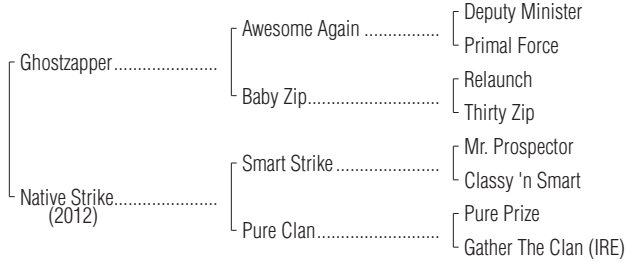 Deputy Minister
Awesome Again ................
Primal Force
Ghostzapper......................
Relaunch
Baby Zip............................
Thirty Zip
Mr. Prospector
Smart Strike ......................
Classy 'n Smart
Native Strike......................
(2012)
Pure Prize
Pure Clan..........................
Gather The Clan (IRE)